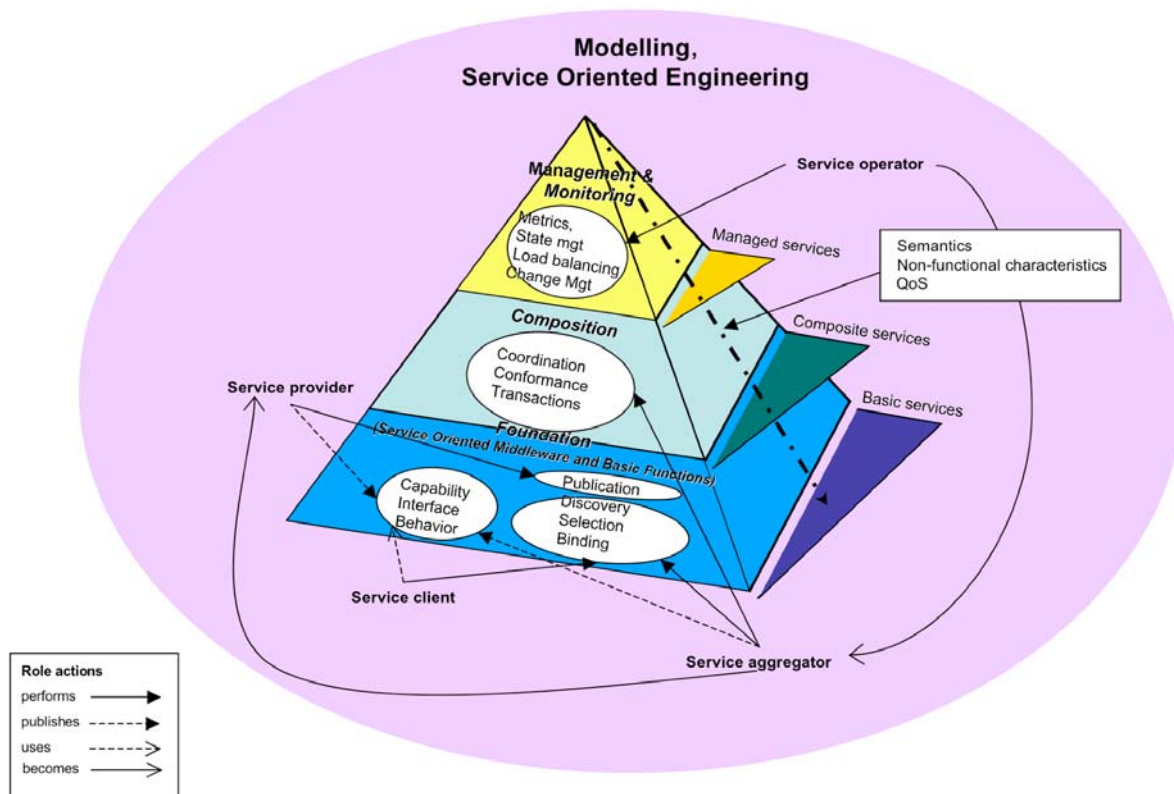 Modelling,
Service Oriented Engineering
Management &
Monitoring
Metrics,
State mgt
Load balancing
Change Mgt
Service operator
Managed services
Semantics
Non-functional characteristics
QoS
Composition
Coordination
Conformance
Transactions
Composite services
Service provider
Basic services
Foundation
(Service Oriented Middleware and Basic Functions)
Publication
Capability
Interface
Behavior
Discovery
Selection
Binding
Service client
Service aggregator
Role actions
performs
publishes
uses
becomes